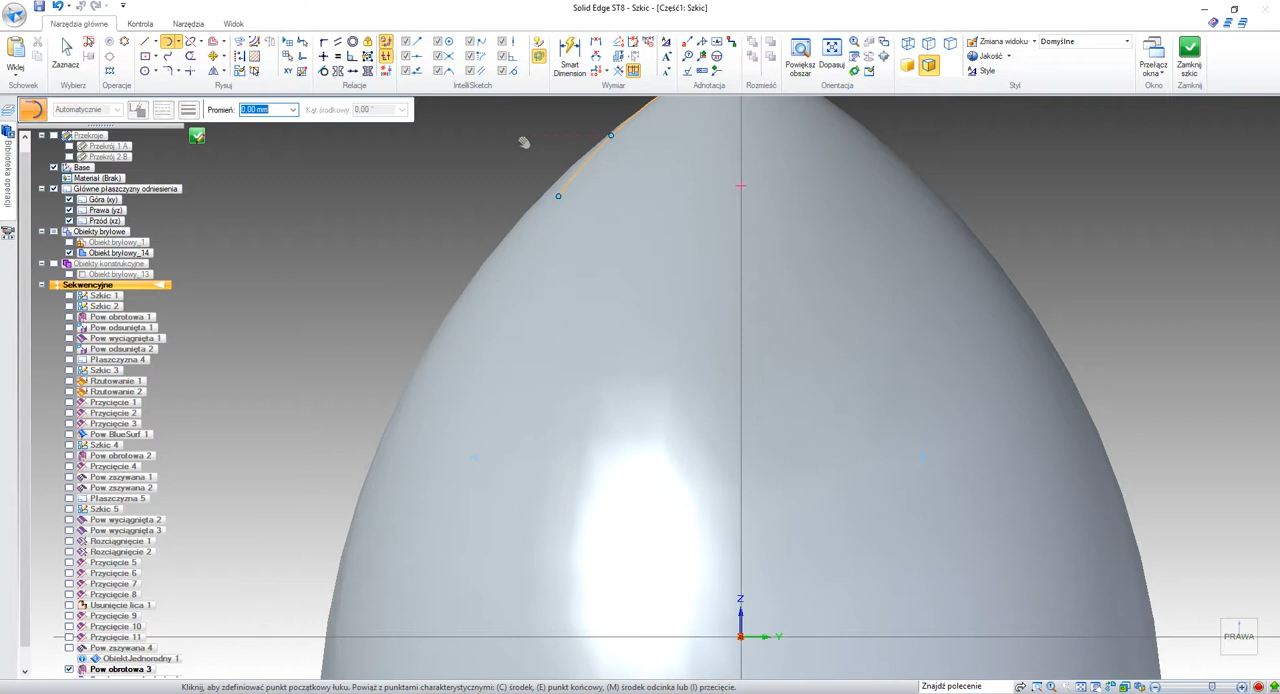 Solid Edge ST8 - Szkic - [Część1: Szkic]
Narzędzia główne Kontrola Narzędzia Widok
Wklej Zaznacz Smart Dimension Powiększ obszar Dopasuj Zmiana widoku Domyślne Jakość Style Przełącz okna Zamknij szkic
Schowek Wybierz Operacje Rysuj Relacje IntelliSketch Wymiar Adnotacja Rozmieść Orientacja Styl Okno Zamknij
Automatycznie Promień: 0,00 mm Kąt środkowy: 0,00 °
Biblioteka operacji
Przekroje
Przekrój 1 A
Przekrój 2 B
Base
Materiał (Brak)
Główne płaszczyzny odniesienia
Góra (xy)
Prawa (yz)
Przód (xz)
Obiekty bryłowe
Obiekt bryłowy_1
Obiekt bryłowy_14
Obiekty konstrukcyjne
Obiekt bryłowy_13
Sekwencyjne
Szkic 1
Szkic 2
Pow obrotowa 1
Pow odsunięta 1
Pow wyciągnięta 1
Pow odsunięta 2
Płaszczyzna 4
Szkic 3
Rzutowanie 1
Rzutowanie 2
Przycięcie 1
Przycięcie 2
Przycięcie 3
Pow BlueSurf 1
Szkic 4
Pow obrotowa 2
Przycięcie 4
Pow zszywana 1
Pow zszywana 2
Płaszczyzna 5
Szkic 5
Pow wyciągnięta 2
Pow wyciągnięta 3
Rozciągnięcie 1
Rozciągnięcie 2
Przycięcie 5
Przycięcie 6
Przycięcie 7
Przycięcie 8
Usunięcie lica 1
Przycięcie 9
Przycięcie 10
Przycięcie 11
Pow zszywana 4
ObiektJednorodny 1
Pow obrotowa 3
Z
Y
PRAWA
Kliknij, aby zdefiniować punkt początkowy łuku. Powiąż z punktami charakterystycznymi: (C) środek, (E) punkt końcowy, (M) środek odcinka lub (I) przecięcie.
Znajdź polecenie